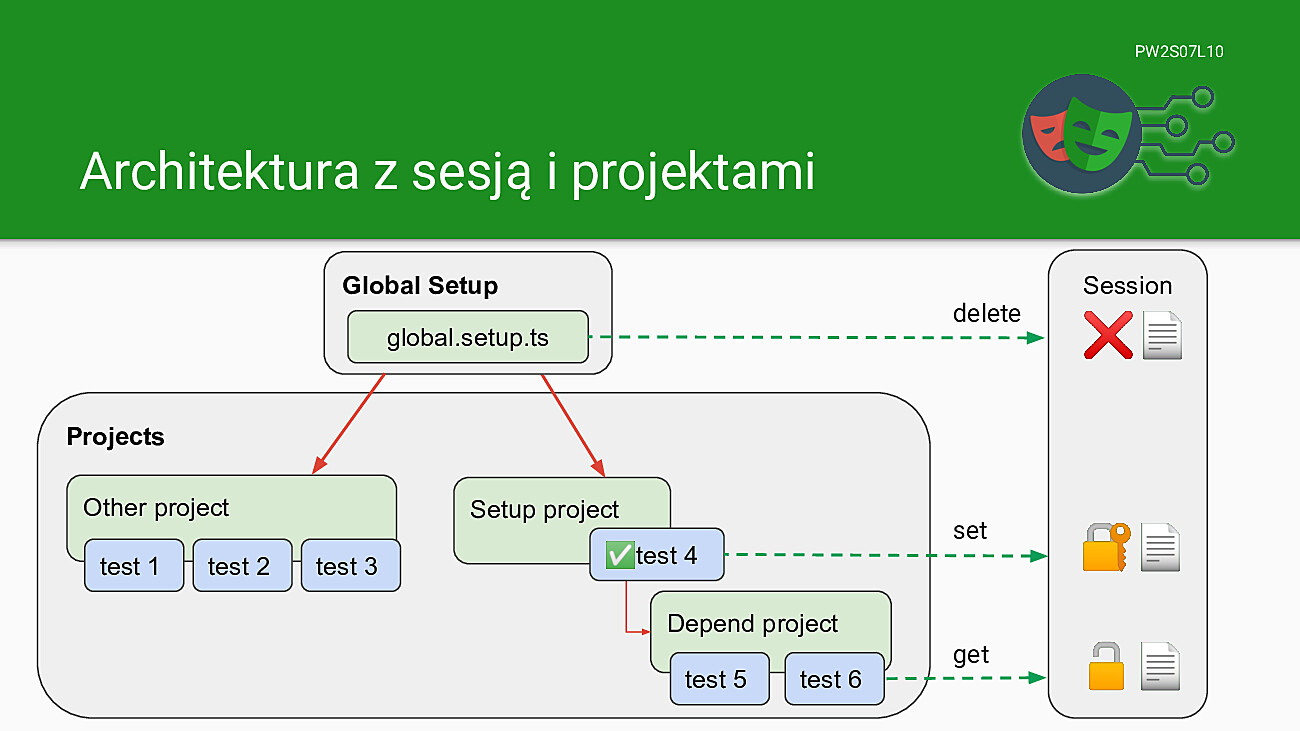 PW2S07L10
Architektura z sesją i projektami
Global Setup
global.setup.ts
delete
Session
Projects
Other project
test 1
test 2
test 3
Setup project
✅test 4
set
Depend project
test 5
test 6
get